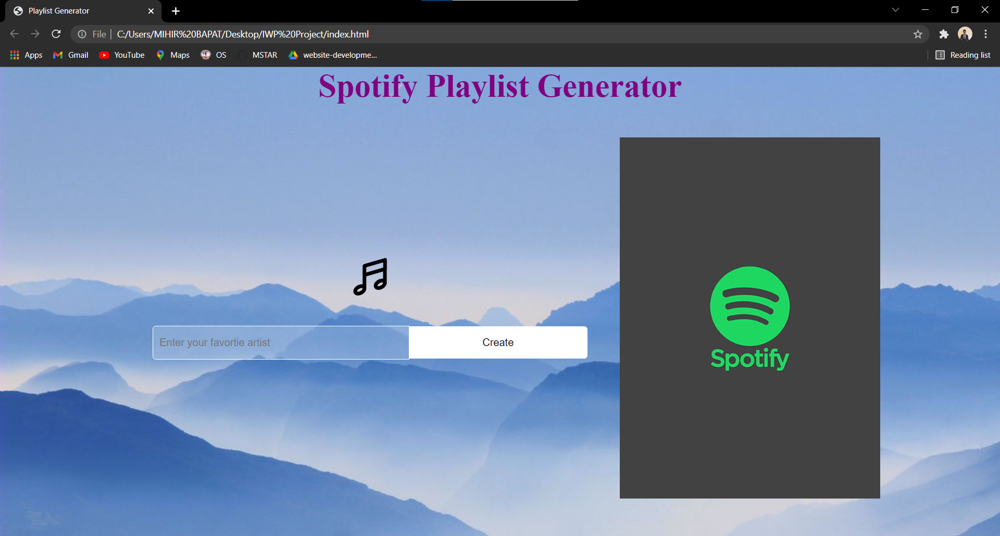 Playlist Generator
File | C:/Users/MIHIR%20BAPAT/Desktop/IWP%20Project/index.html
Apps Gmail YouTube Maps OS MSTAR website-developme... Reading list
Spotify Playlist Generator
Enter your favortie artist Create
Spotify